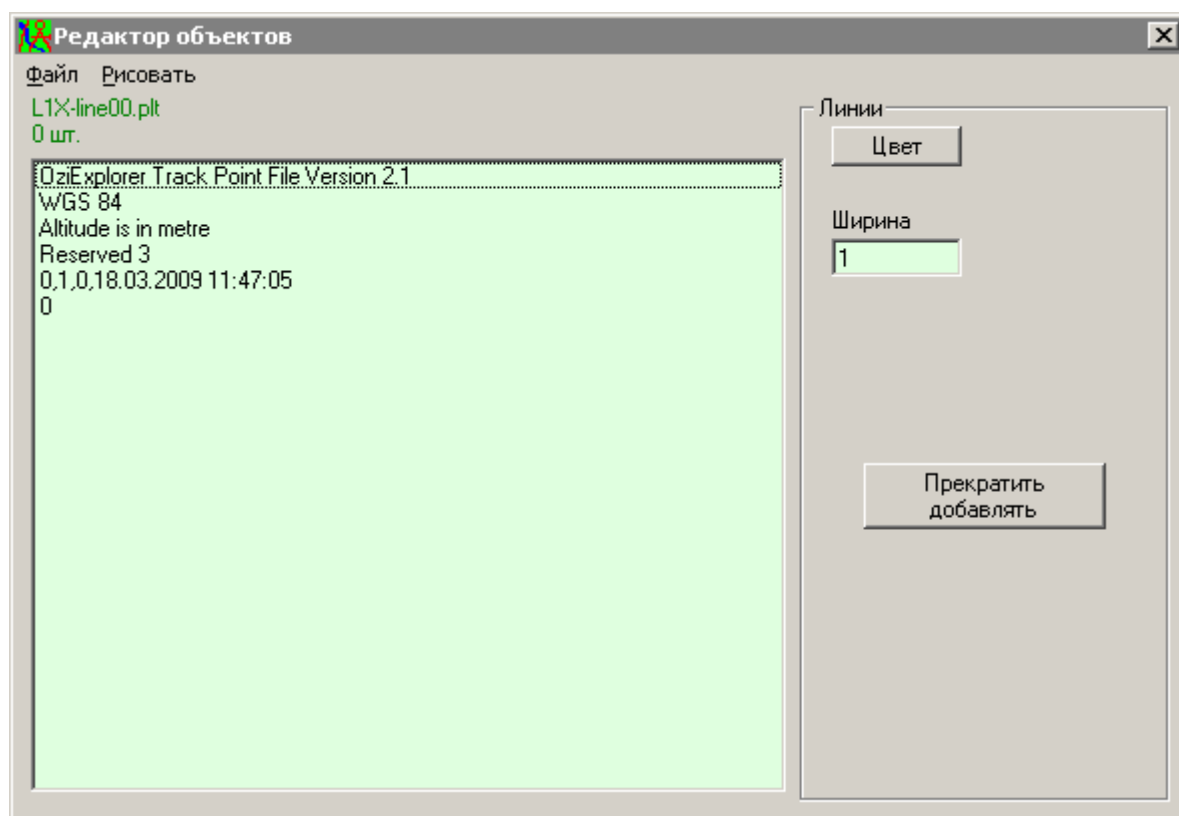 Редактор объектов
Файл Рисовать
L1X-line00.plt
0 шт.
OziExplorer Track Point File Version 2.1
WGS 84
Altitude is in metre
Reserved 3
0,1,0,18.03.2009 11:47:05
0
Линии
Цвет
Ширина
1
Прекратить
добавлять